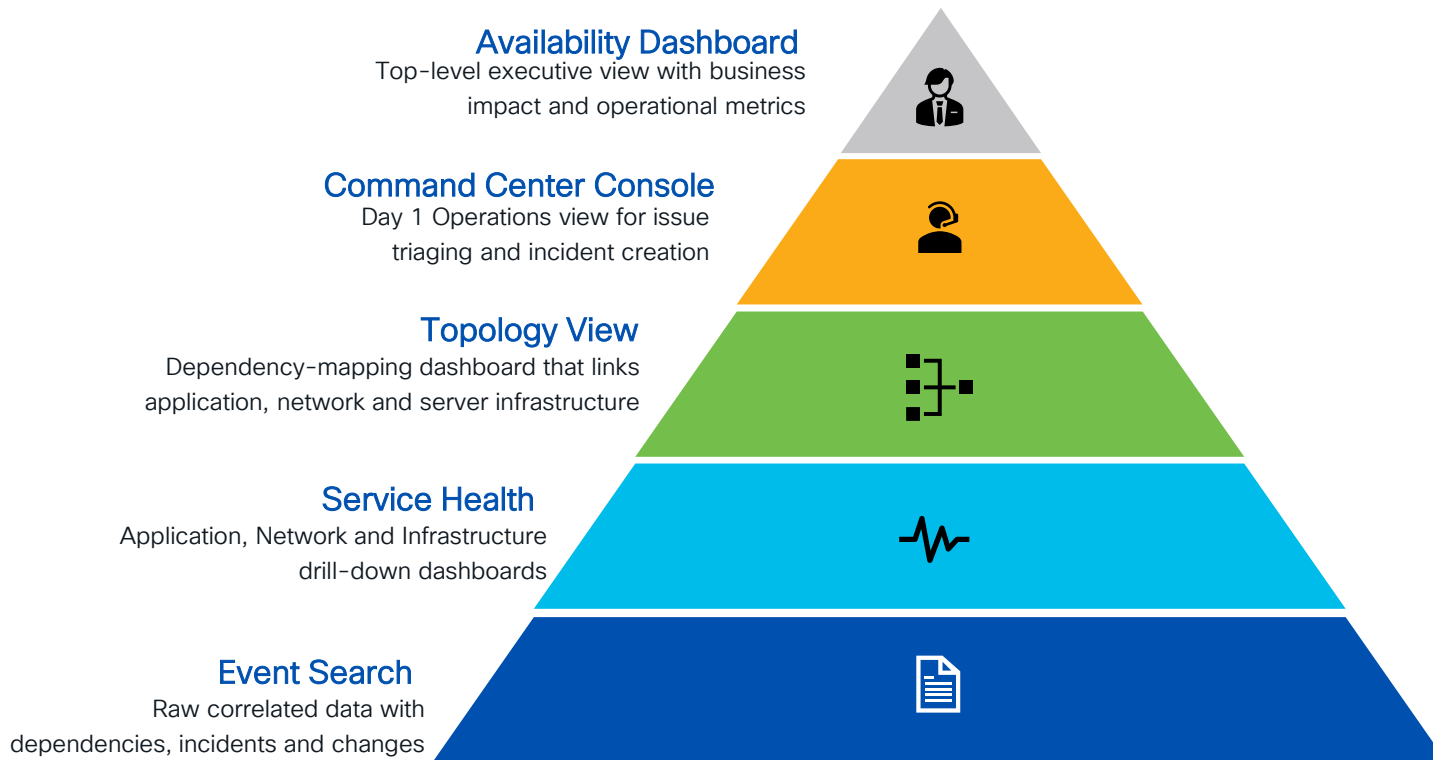 Availability Dashboard
Top-level executive view with business
impact and operational metrics
Command Center Console
Day 1 Operations view for issue
triaging and incident creation
Topology View
Dependency-mapping dashboard that links
application, network and server infrastructure
Service Health
Application, Network and Infrastructure
drill-down dashboards
Event Search
Raw correlated data with
dependencies, incidents and changes